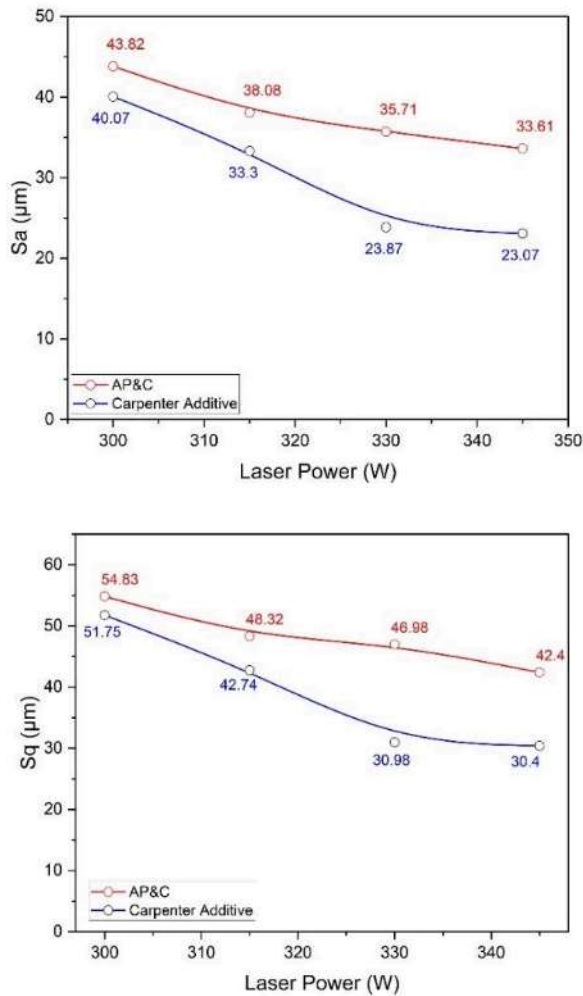 50
43.82
40
38.08
35.71
33.61
40.07
33.3
30
23.87
23.07
20
10
0
Sa (µm)
AP&C
Carpenter Additive
300 310 320 330 340 350
Laser Power (W)
60
54.83
50
48.32
46.98
42.4
51.75
42.74
40
30
30.98
30.4
20
10
0
Sq (µm)
AP&C
Carpenter Additive
300 310 320 330 340
Laser Power (W)